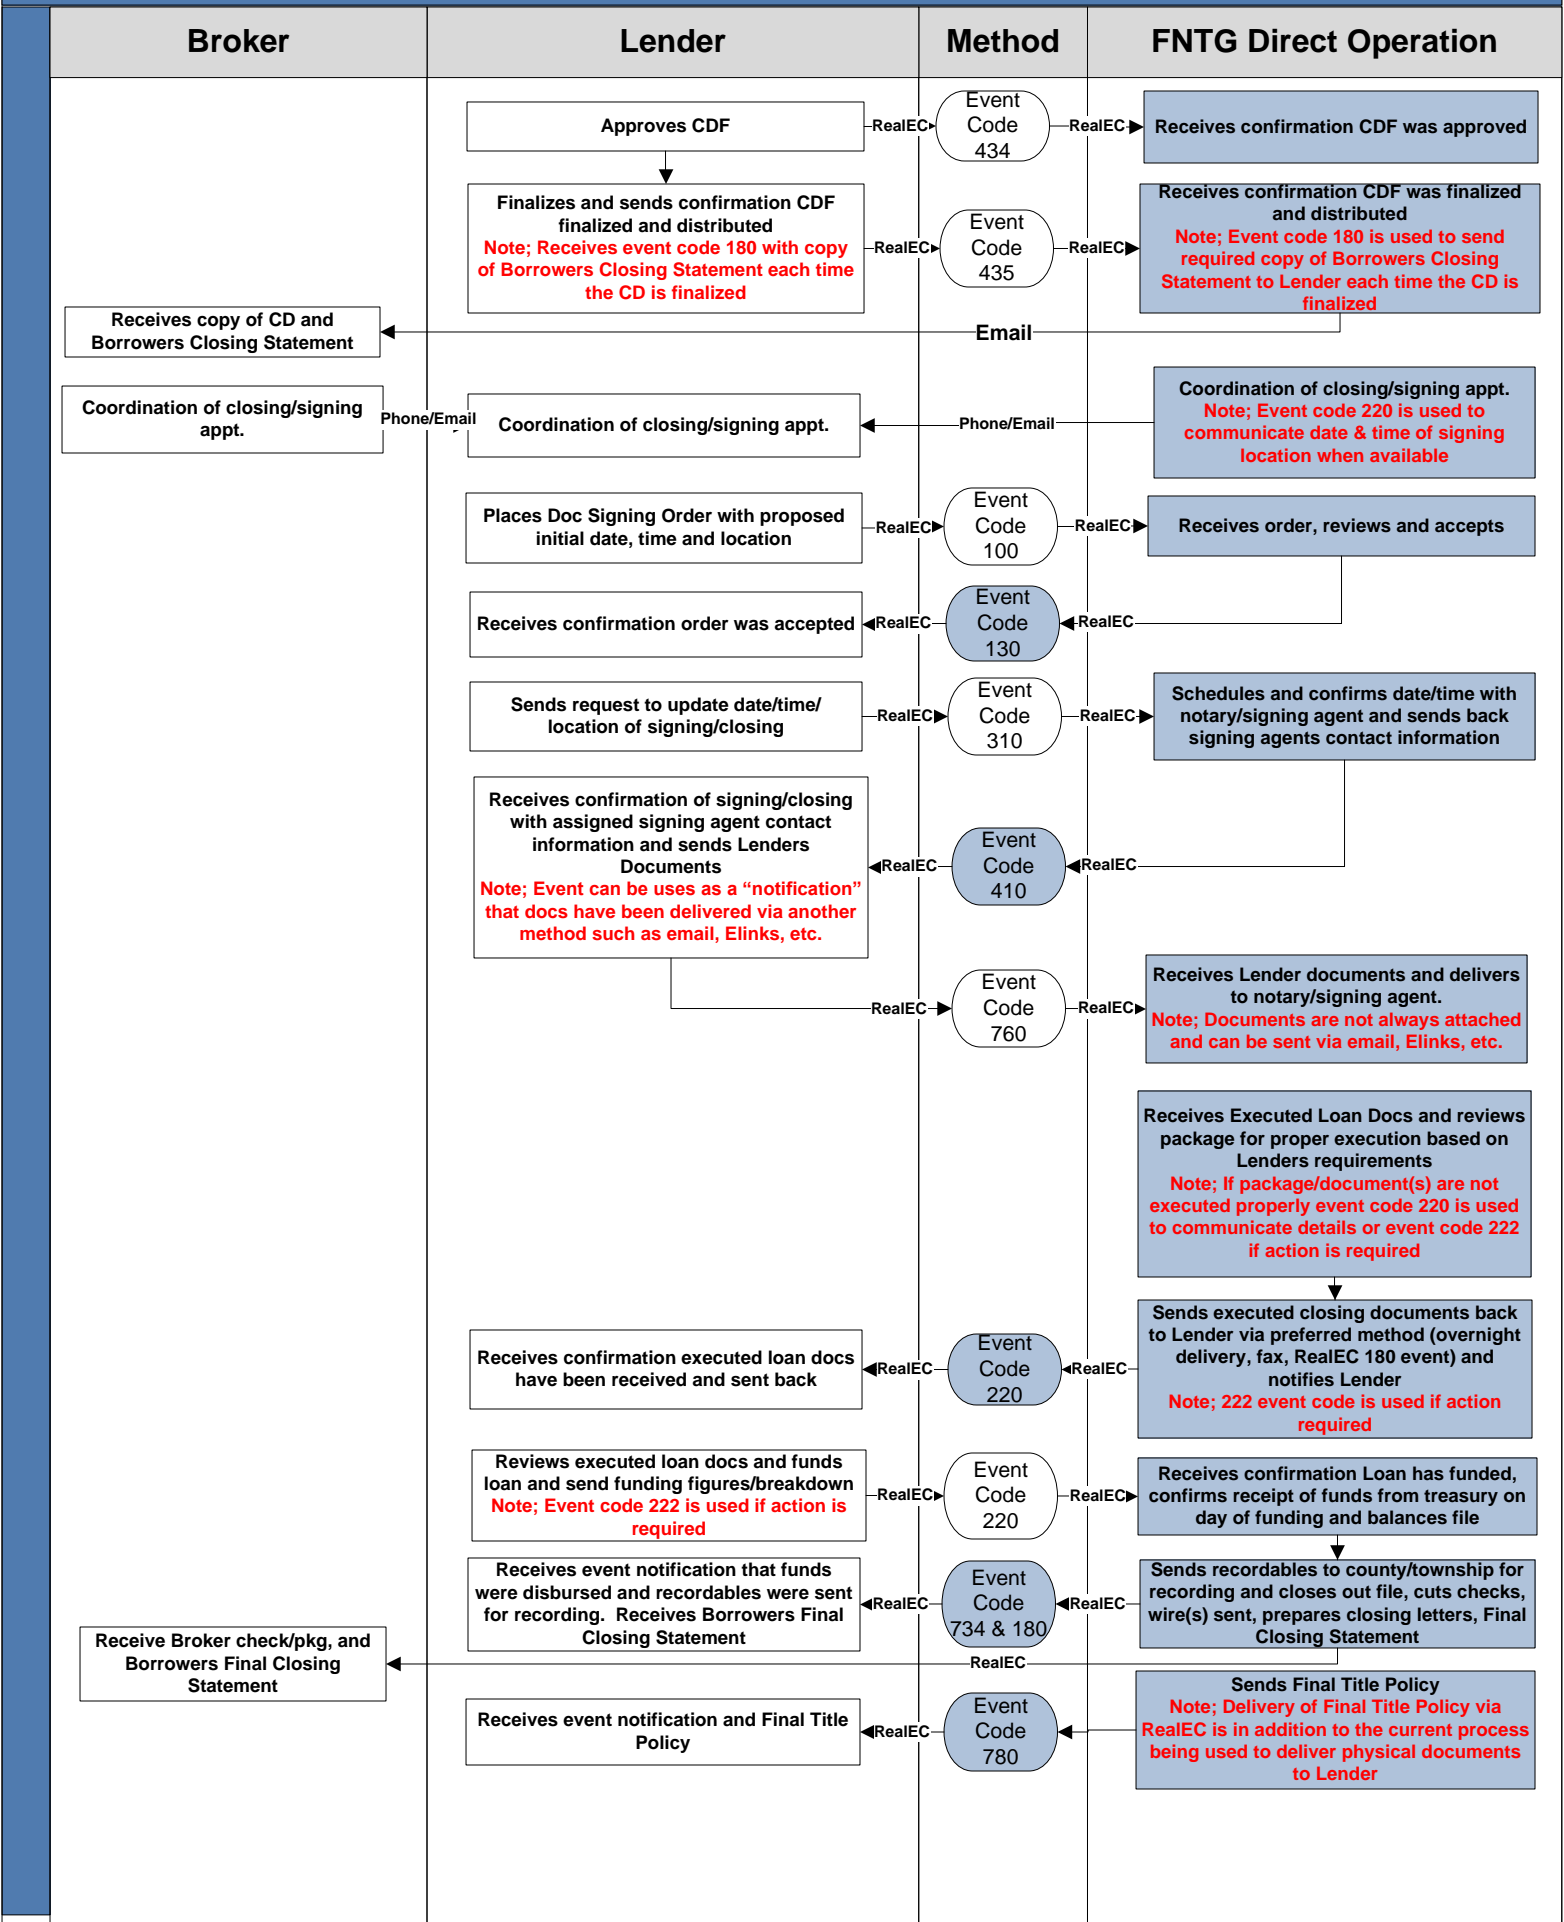 Broker
Lender
Method
FNTG Direct Operation
Approves CDF
RealEC
Event
Code
434
RealEC
Receives confirmation CDF was approved
Finalizes and sends confirmation CDF
finalized and distributed
Note; Receives event code 180 with copy
of Borrowers Closing Statement each time
the CD is finalized
RealEC
Event
Code
435
RealEC
Receives confirmation CDF was finalized
and distributed
Note; Event code 180 is used to send
required copy of Borrowers Closing
Statement to Lender each time the CD is
finalized
Receives copy of CD and
Borrowers Closing Statement
Email
Coordination of closing/signing
appt.
Phone/Email
Coordination of closing/signing appt.
Phone/Email
Coordination of closing/signing appt.
Note; Event code 220 is used to
communicate date & time of signing
location when available
Places Doc Signing Order with proposed
initial date, time and location
RealEC
Event
Code
100
RealEC
Receives order, reviews and accepts
Receives confirmation order was accepted
RealEC
Event
Code
130
RealEC
Sends request to update date/time/
location of signing/closing
RealEC
Event
Code
310
RealEC
Schedules and confirms date/time with
notary/signing agent and sends back
signing agents contact information
Receives confirmation of signing/closing
with assigned signing agent contact
information and sends Lenders
Documents
Note; Event can be uses as a “notification”
that docs have been delivered via another
method such as email, Elinks, etc.
RealEC
Event
Code
410
RealEC
RealEC
Event
Code
760
RealEC
Receives Lender documents and delivers
to notary/signing agent.
Note; Documents are not always attached
and can be sent via email, Elinks, etc.
Receives Executed Loan Docs and reviews
package for proper execution based on
Lenders requirements
Note; If package/document(s) are not
executed properly event code 220 is used
to communicate details or event code 222
if action is required
Receives confirmation executed loan docs
have been received and sent back
RealEC
Event
Code
220
RealEC
Sends executed closing documents back
to Lender via preferred method (overnight
delivery, fax, RealEC 180 event) and
notifies Lender
Note; 222 event code is used if action
required
Reviews executed loan docs and funds
loan and send funding figures/breakdown
Note; Event code 222 is used if action is
required
RealEC
Event
Code
220
RealEC
Receives confirmation Loan has funded,
confirms receipt of funds from treasury on
day of funding and balances file
Receives event notification that funds
were disbursed and recordables were sent
for recording.  Receives Borrowers Final
Closing Statement
RealEC
Event
Code
734 & 180
RealEC
Sends recordables to county/township for
recording and closes out file, cuts checks,
wire(s) sent, prepares closing letters, Final
Closing Statement
Receive Broker check/pkg, and
Borrowers Final Closing
Statement
RealEC
Receives event notification and Final Title
Policy
RealEC
Event
Code
780
Sends Final Title Policy
Note; Delivery of Final Title Policy via
RealEC is in addition to the current process
being used to deliver physical documents
to Lender